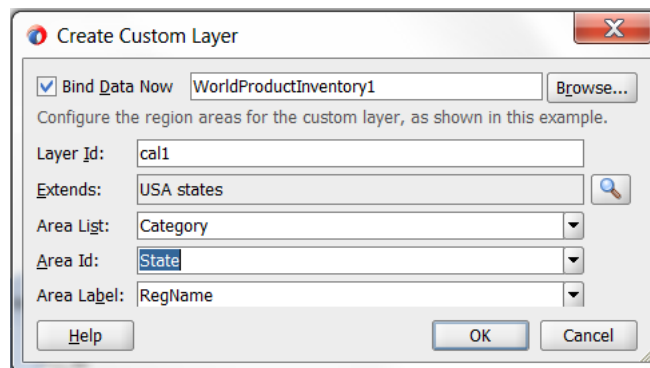 Create Custom Layer
Bind Data Now WorldProductInventory1 Browse...
Configure the region areas for the custom layer, as shown in this example.
Layer Id: cal1
Extends: USA states
Area List: Category
Area Id: State
Area Label: RegName
Help OK Cancel